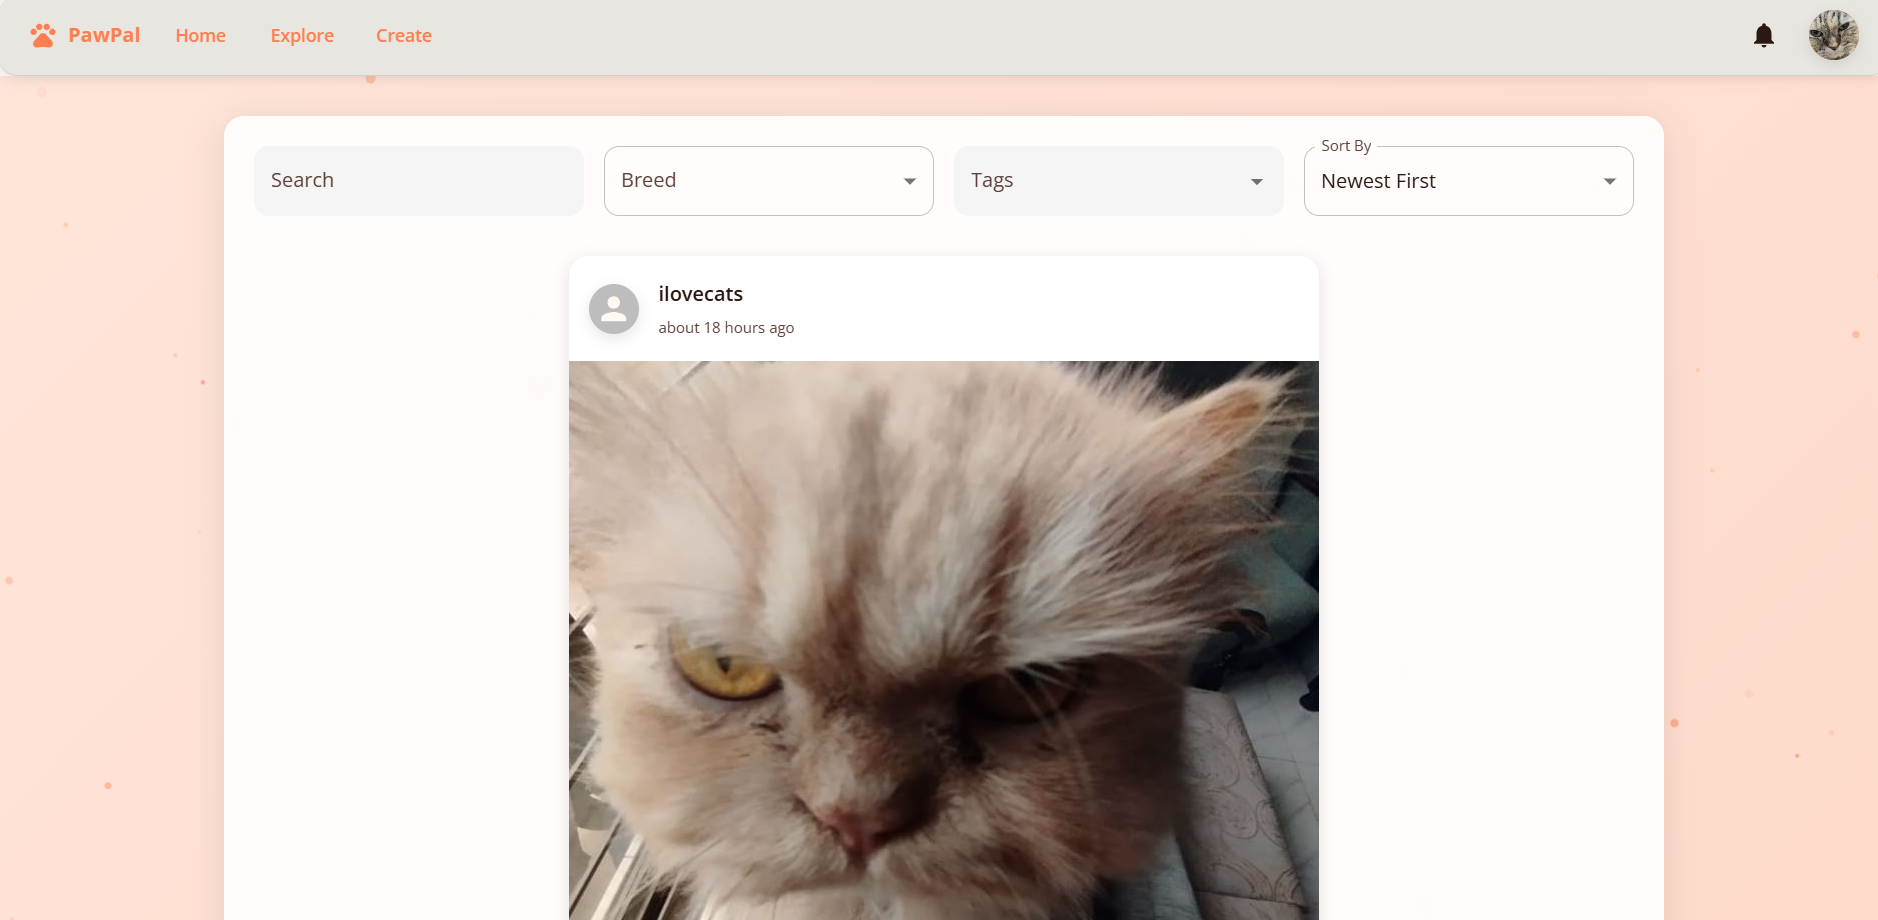 PawPal Home Explore Create
Search Breed Tags Sort By Newest First
ilovecats
about 18 hours ago